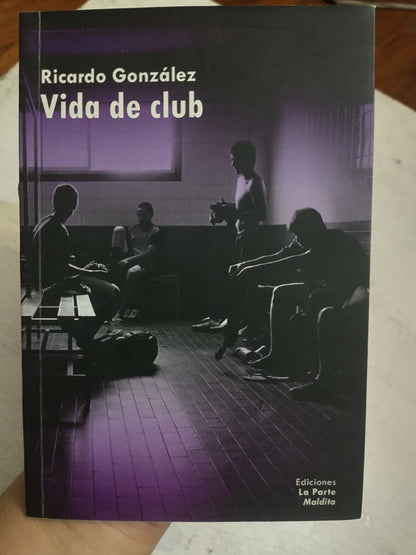 Ricardo González
Vida de club
Ediciones
La Parte
Maldita